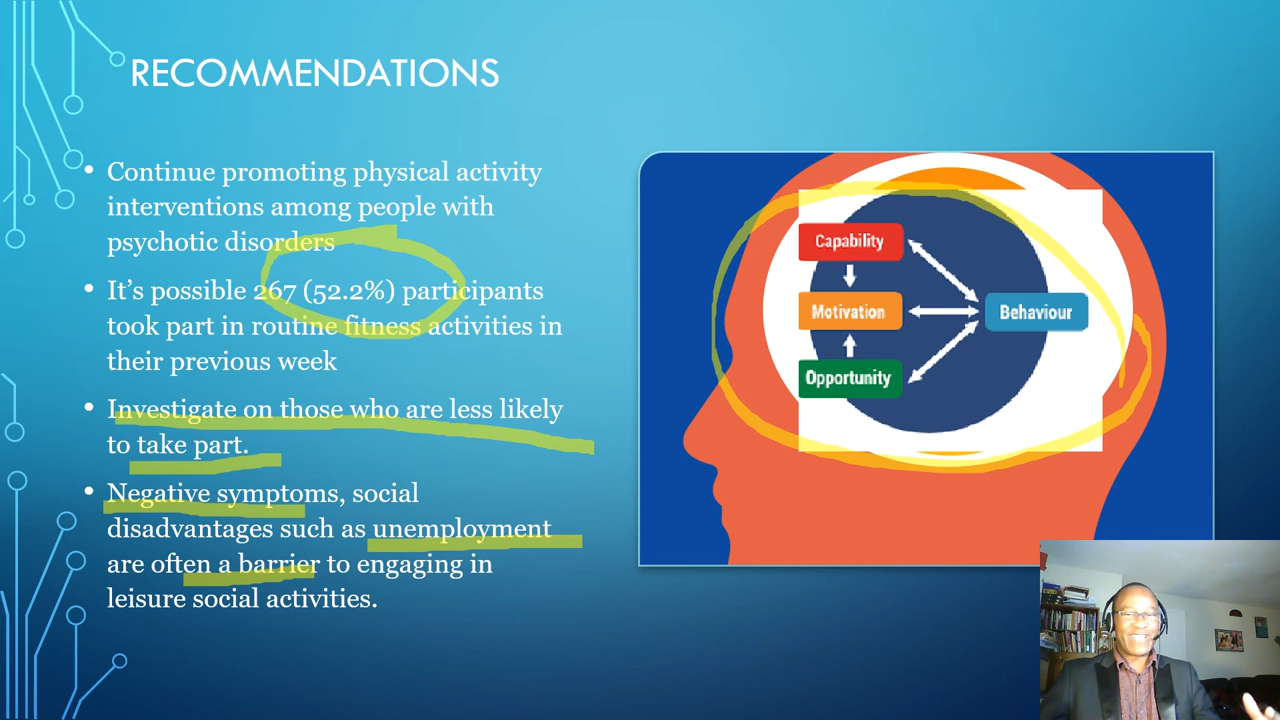 RECOMMENDATIONS
• Continue promoting physical activity
interventions among people with
psychotic disorders
• It’s possible 267 (52.2%) participants
took part in routine fitness activities in
their previous week
• Investigate on those who are less likely
to take part.
• Negative symptoms, social
disadvantages such as unemployment
are often a barrier to engaging in
leisure social activities.
Capability
Motivation
Behaviour
Opportunity